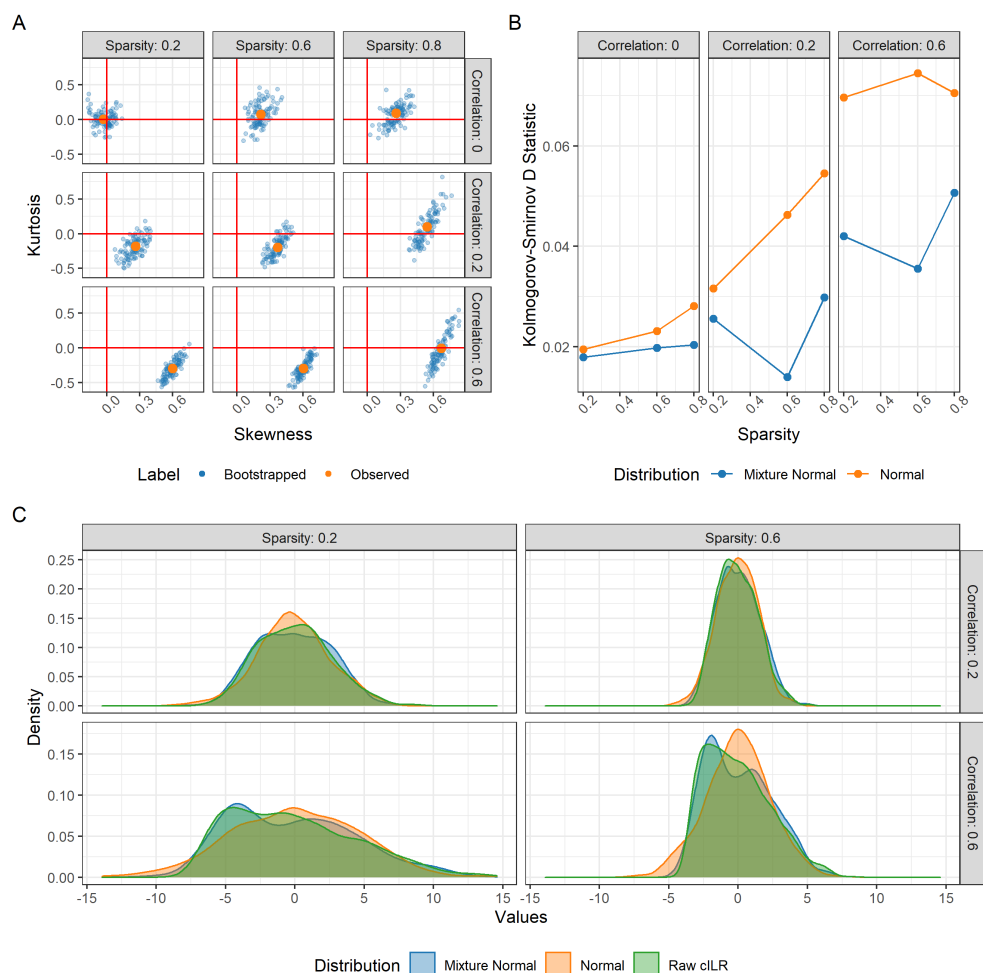 A
Sparsity: 0.2
Sparsity: 0.6
Sparsity: 0.8
Kurtosis
0.5
0.0
-0.5
Correlation: 0
0.5
0.0
-0.5
Correlation: 0.2
0.5
0.0
-0.5
Correlation: 0.6
0.0 0.3 0.6
0.0 0.3 0.6
0.0 0.3 0.6
Skewness
Label Bootstrapped Observed
B
Correlation: 0
Correlation: 0.2
Correlation: 0.6
Kolmogorov-Smirnov D Statistic
0.06
0.04
0.02
0.2 0.4 0.6 0.8
0.2 0.4 0.6 0.8
0.2 0.4 0.6 0.8
Sparsity
Distribution Mixture Normal Normal
C
Sparsity: 0.2
Sparsity: 0.6
Density
0.25
0.20
0.15
0.10
0.05
0.00
Correlation: 0.2
0.20
0.15
0.10
0.05
0.00
Correlation: 0.6
-15 -10 -5 0 5 10 15
-15 -10 -5 0 5 10 15
Values
Distribution Mixture Normal Normal Raw cILR